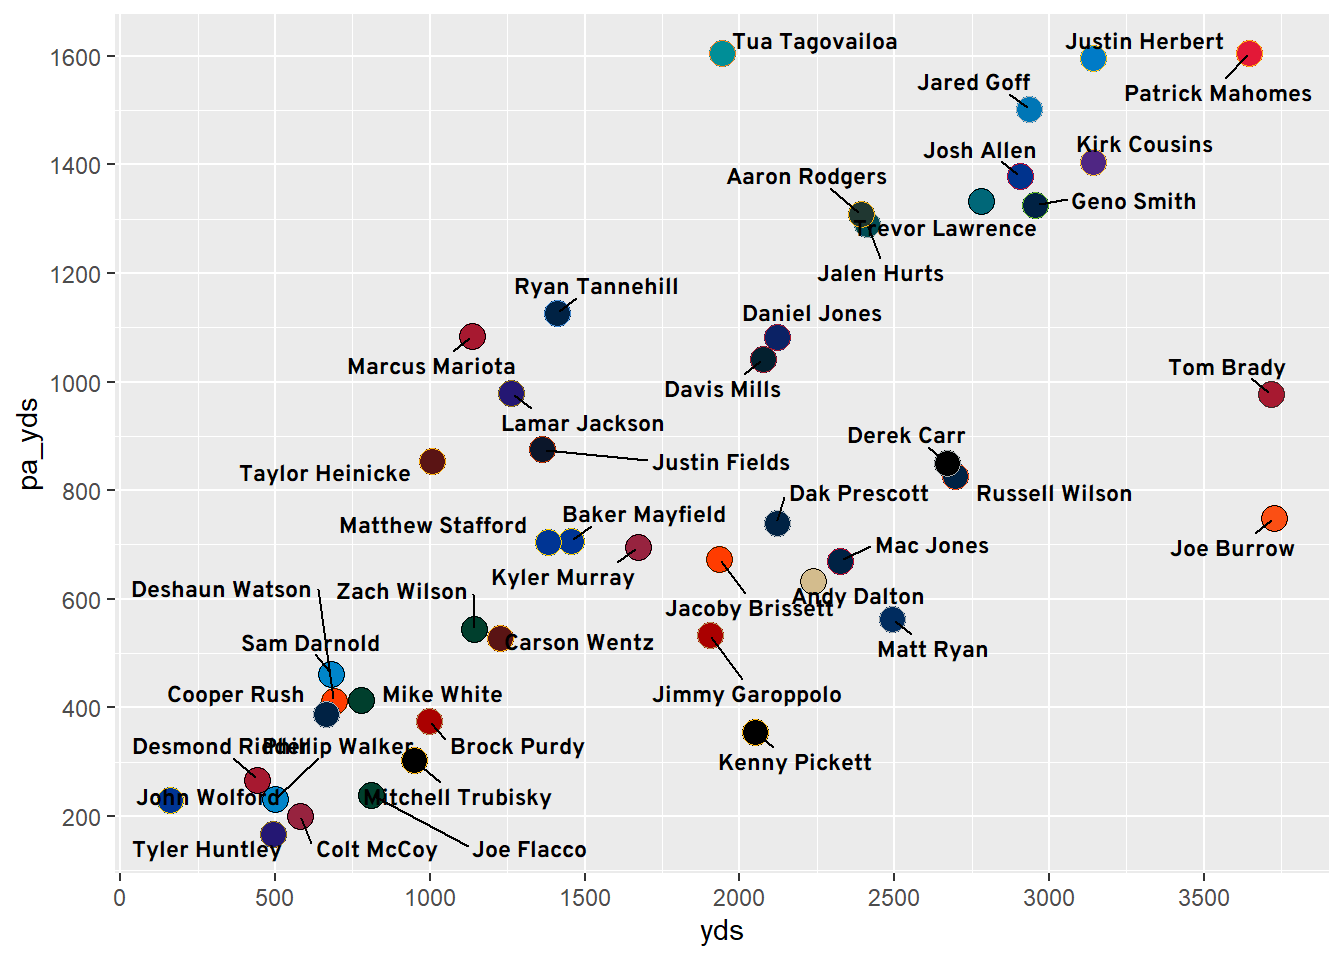 Tua Tagovailoa
Justin Herbert
1600
Jared Goff
Patrick Mahomes
Josh Allen
Kirk Cousins
1400
Aaron Rodgers
Geno Smith
Trevor Lawrence
1200
Jalen Hurts
Ryan Tannehill
Daniel Jones
Marcus Mariota
Tom Brady
1000
Davis Mills
Lamar Jackson
Derek Carr
Justin Fields
Taylor Heinicke
pa_yds
800
Dak Prescott
Russell Wilson
Baker Mayfield
Matthew Stafford
Mac Jones
Joe Burrow
Kyler Murray
Deshaun Watson
Zach Wilson
600
Andy Dalton
Jacoby Brissett
Sam Darnold
Carson Wentz
Matt Ryan
Cooper Rush
Mike White
Jimmy Garoppolo
400
Desmond Ridder
Phillip Walker
Brock Purdy
Kenny Pickett
John Wolford
Mitchell Trubisky
200
Tyler Huntley
Colt McCoy
Joe Flacco
0
500
1000
1500
2000
2500
3000
3500
yds